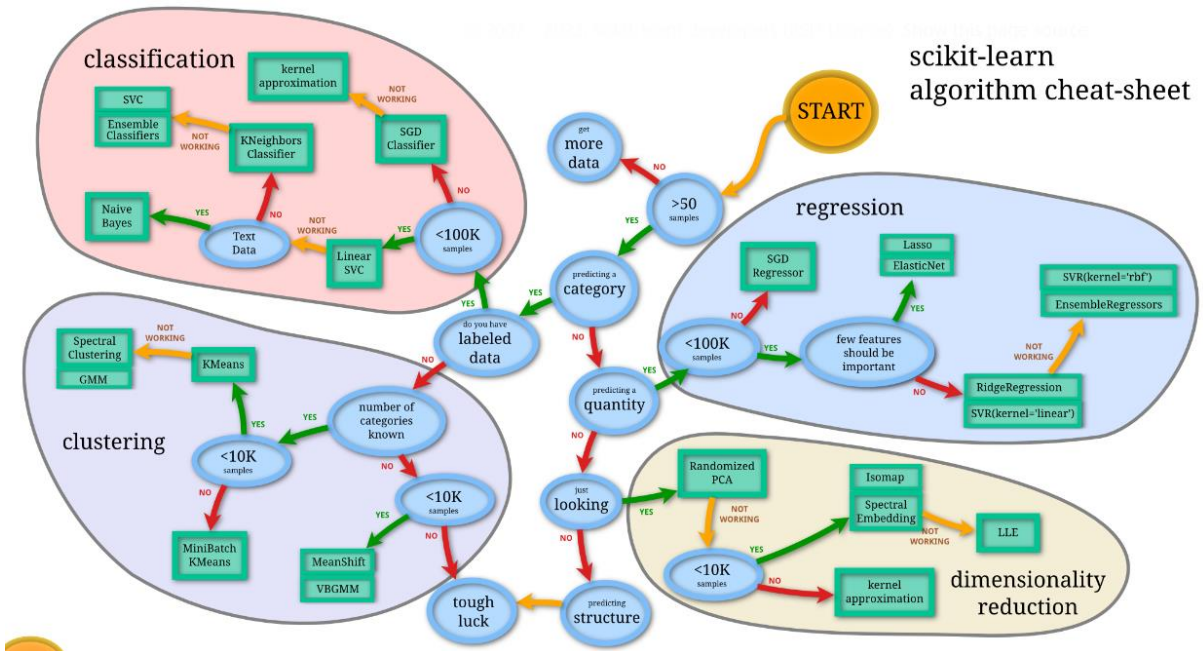 scikit-learn
algorithm cheat-sheet
START
classification
kernel
approximation
NOT
WORKING
SVC
Ensemble
Classifiers
NOT
WORKING
KNeighbors
Classifier
SGD
Classifier
NO
Naive
Bayes
YES
Text
Data
NO
NOT
WORKING
Linear
SVC
YES
<100K
samples
get
more
data
NO
>50
samples
YES
predicting a
category
YES
NO
do you have
labeled
data
YES
NO
predicting a
quantity
YES
NO
just
looking
YES
NO
predicting
structure
tough
luck
regression
SGD
Regressor
NO
<100K
samples
YES
Lasso
ElasticNet
YES
few features
should be
important
NO
SVR(kernel='rbf')
EnsembleRegressors
NOT
WORKING
RidgeRegression
SVR(kernel='linear')
clustering
Spectral
Clustering
GMM
NOT
WORKING
KMeans
YES
number of
categories
known
YES
NO
<10K
samples
NO
MiniBatch
KMeans
<10K
samples
YES
NO
MeanShift
VBGMM
dimensionality
reduction
Randomized
PCA
NOT
WORKING
<10K
samples
YES
NO
Isomap
Spectral
Embedding
NOT
WORKING
LLE
kernel
approximation